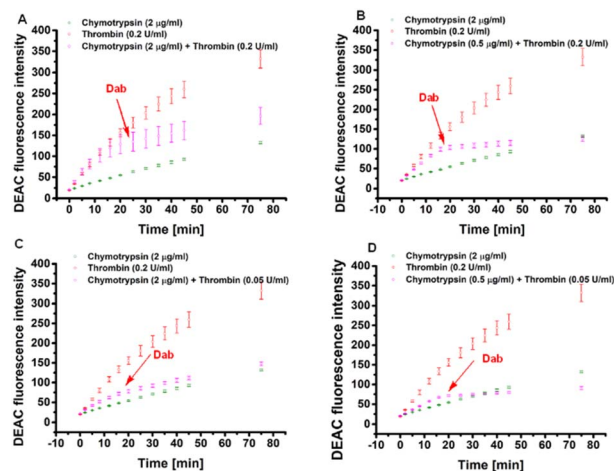 A
Chymotrypsin (2 µg/ml)
Thrombin (0.2 U/ml)
Chymotrypsin (2 µg/ml) + Thrombin (0.2 U/ml)
Dab
DEAC fluorescence intensity
400
350
300
250
200
150
100
50
0
0 10 20 30 40 50 60 70 80
Time [min]
B
Chymotrypsin (2 µg/ml)
Thrombin (0.2 U/ml)
Chymotrypsin (0.5 µg/ml) + Thrombin (0.2 U/ml)
Dab
DEAC fluorescence intensity
400
350
300
250
200
150
100
50
0
-10 0 10 20 30 40 50 60 70 80
Time [min]
C
Chymotrypsin (2 µg/ml)
Thrombin (0.2 U/ml)
Chymotrypsin (2 µg/ml) + Thrombin (0.05 U/ml)
Dab
DEAC fluorescence intensity
400
350
300
250
200
150
100
50
0
-10 0 10 20 30 40 50 60 70 80
Time [min]
D
Chymotrypsin (2 µg/ml)
Thrombin (0.2 U/ml)
Chymotrypsin (0.5 µg/ml) + Thrombin (0.05 U/ml)
Dab
DEAC fluorescence intensity
400
350
300
250
200
150
100
50
0
-10 0 10 20 30 40 50 60 70 80
Time [min]